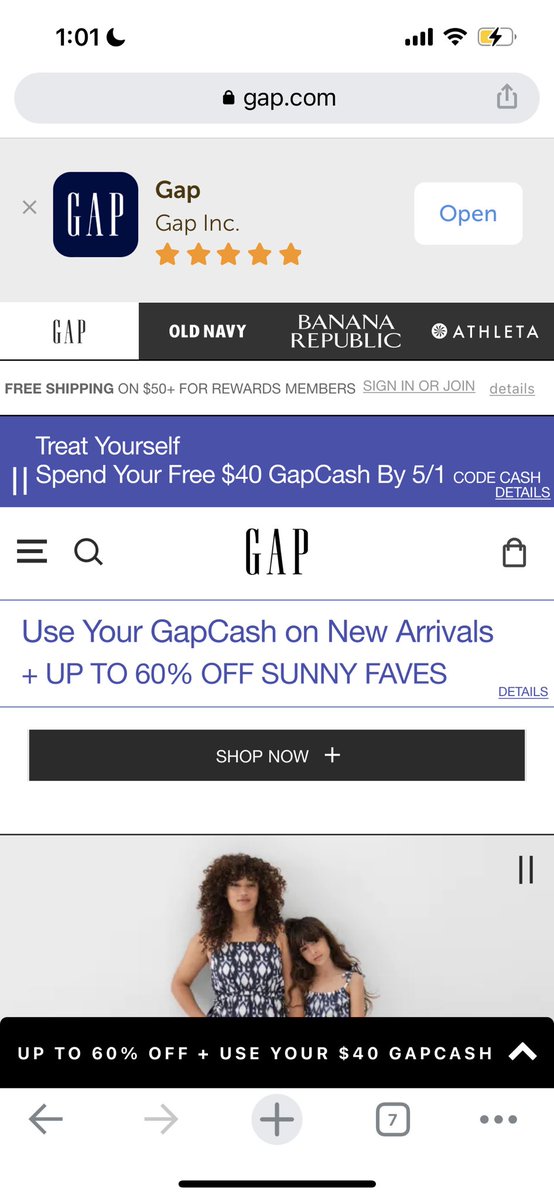 1:01
gap.com
GAP
Gap
Gap Inc.
Open
GAP OLD NAVY BANANA REPUBLIC ATHLETA
FREE SHIPPING ON $50+ FOR REWARDS MEMBERS SIGN IN OR JOIN details
Treat Yourself
Spend Your Free $40 GapCash By 5/1 CODE CASH
DETAILS
GAP
Use Your GapCash on New Arrivals
+ UP TO 60% OFF SUNNY FAVES
DETAILS
SHOP NOW +
UP TO 60% OFF + USE YOUR $40 GAPCASH
7